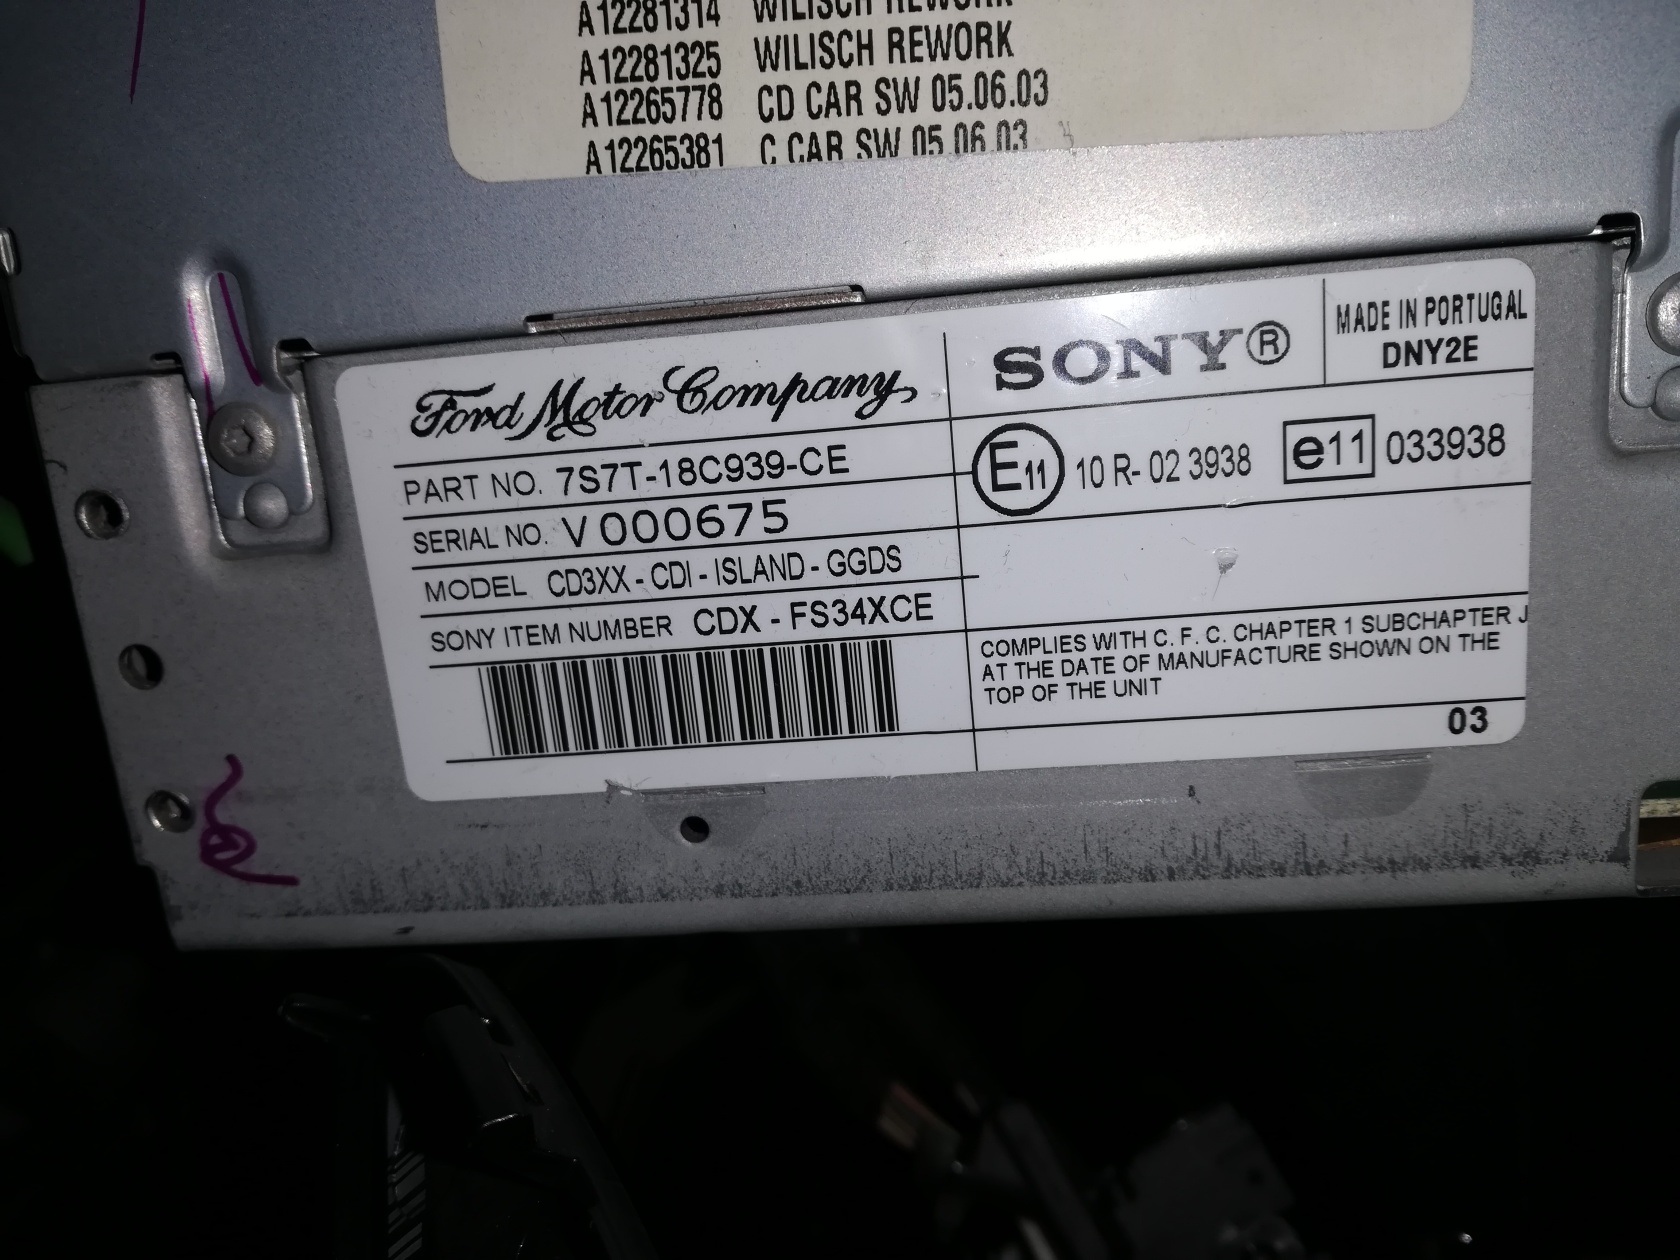 A12281314 WILISCH REWORK
A12281325 WILISCH REWORK
A12265778 CD CAR SW 05.06.03
A12265381 C CAR SW 05.06.03
Ford Motor Company
SONY®
MADE IN PORTUGAL
DNY2E
PART NO. 7S7T-18C939-CE
E11 10 R- 02 3938 e11 033938
SERIAL NO. V000675
MODEL CD3XX - CDI - ISLAND - GGDS
SONY ITEM NUMBER CDX - FS34XCE
COMPLIES WITH C. F. C. CHAPTER 1 SUBCHAPTER J
AT THE DATE OF MANUFACTURE SHOWN ON THE
TOP OF THE UNIT
03